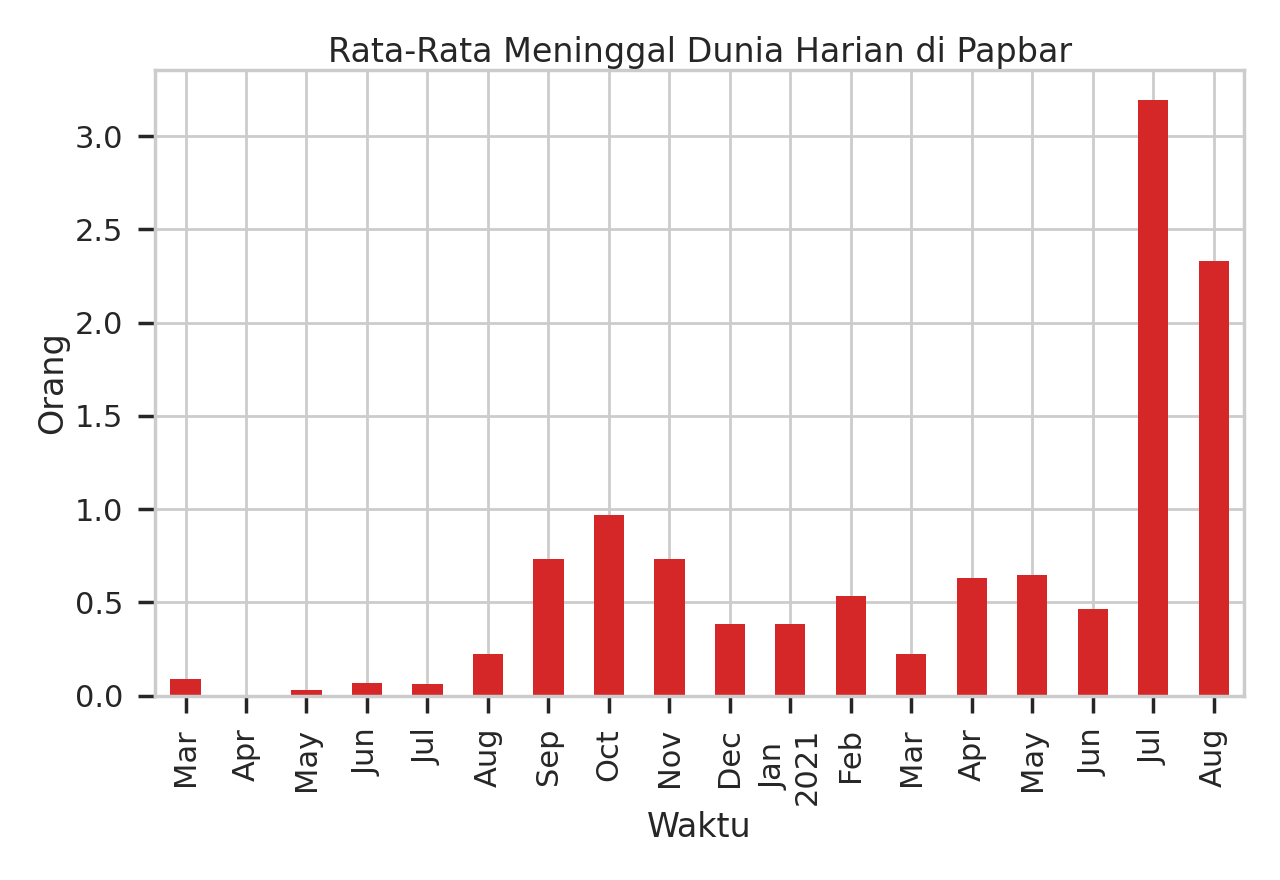 Rata-Rata Meninggal Dunia Harian di Papbar
3.0
2.5
2.0
1.5
1.0
0.5
0.0
Orang
Mar
Apr
May
Jun
Jul
Aug
Sep
Oct
Nov
Dec
Jan
2021
Feb
Mar
Apr
May
Jun
Jul
Aug
Waktu